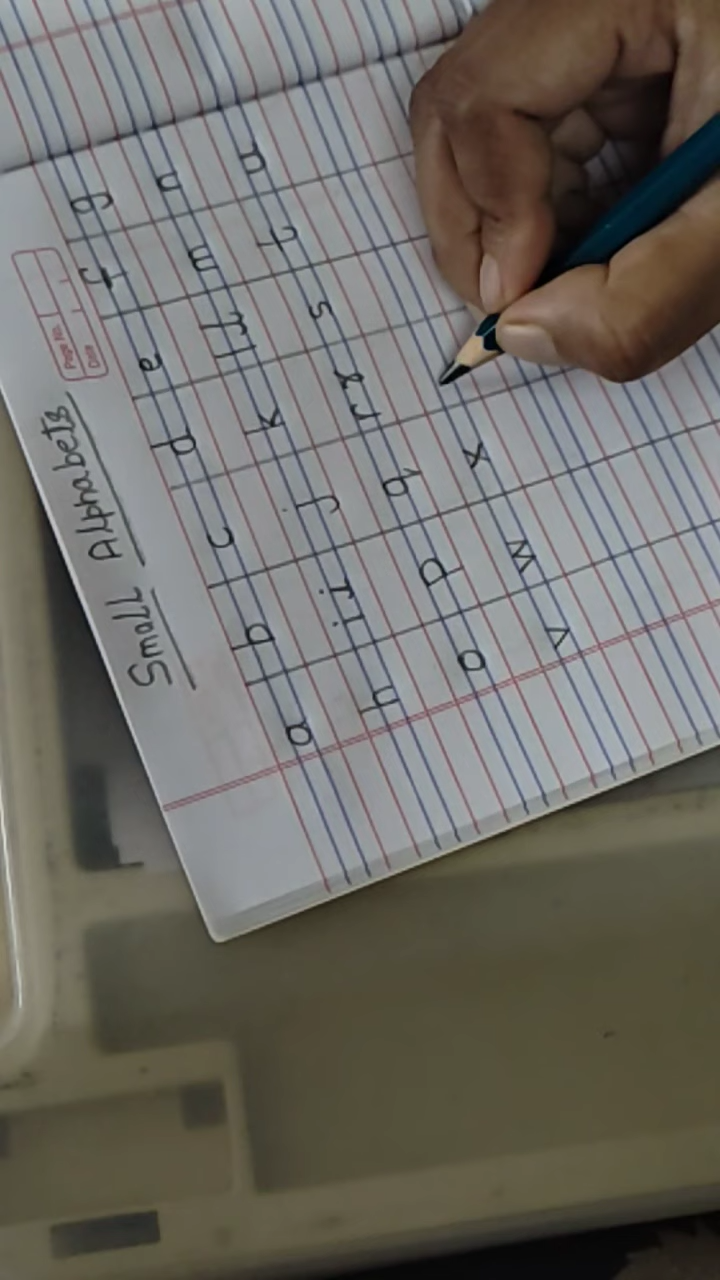 Page No.
Date
Small Alphabets
a b c d e f g
h i i j k l l m n
o p q r r s t u
v w x